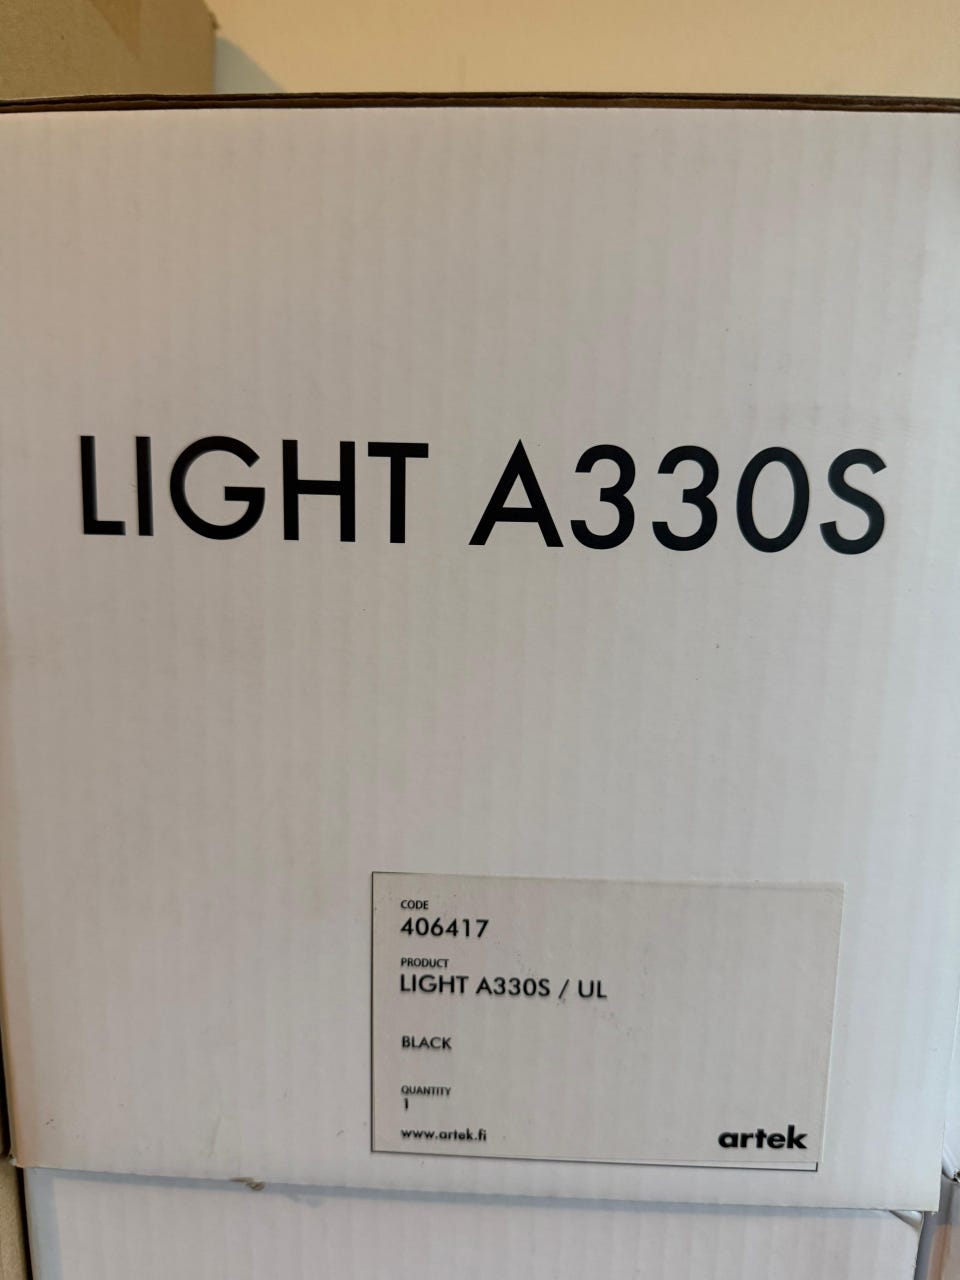 LIGHT A330S
CODE
406417
PRODUCT
LIGHT A330S / UL
BLACK
QUANTITY
1
www.artek.fi
artek